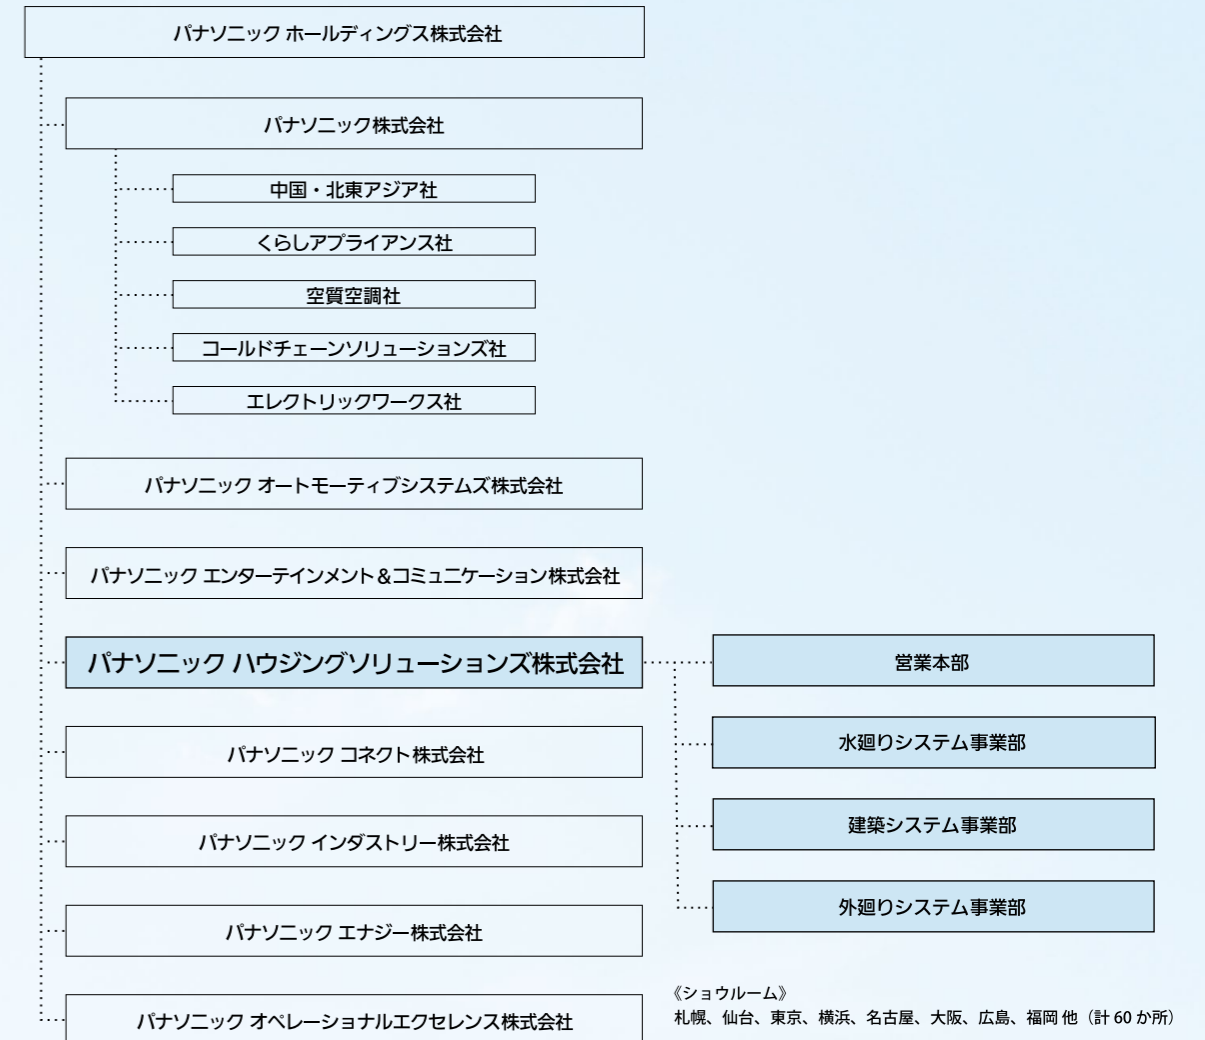 パナソニック ホールディングス株式会社
パナソニック株式会社
中国・北東アジア社
くらしアプライアンス社
空質空調社
コールドチェーンソリューションズ社
エレクトリックワークス社
パナソニック オートモーティブシステムズ株式会社
パナソニック エンターテインメント＆コミュニケーション株式会社
パナソニック ハウジングソリューションズ株式会社
営業本部
水廻りシステム事業部
建築システム事業部
外廻りシステム事業部
パナソニック コネクト株式会社
パナソニック インダストリー株式会社
パナソニック エナジー株式会社
パナソニック オペレーショナルエクセレンス株式会社
《ショウルーム》
札幌、仙台、東京、横浜、名古屋、大阪、広島、福岡 他（計 60 か所）